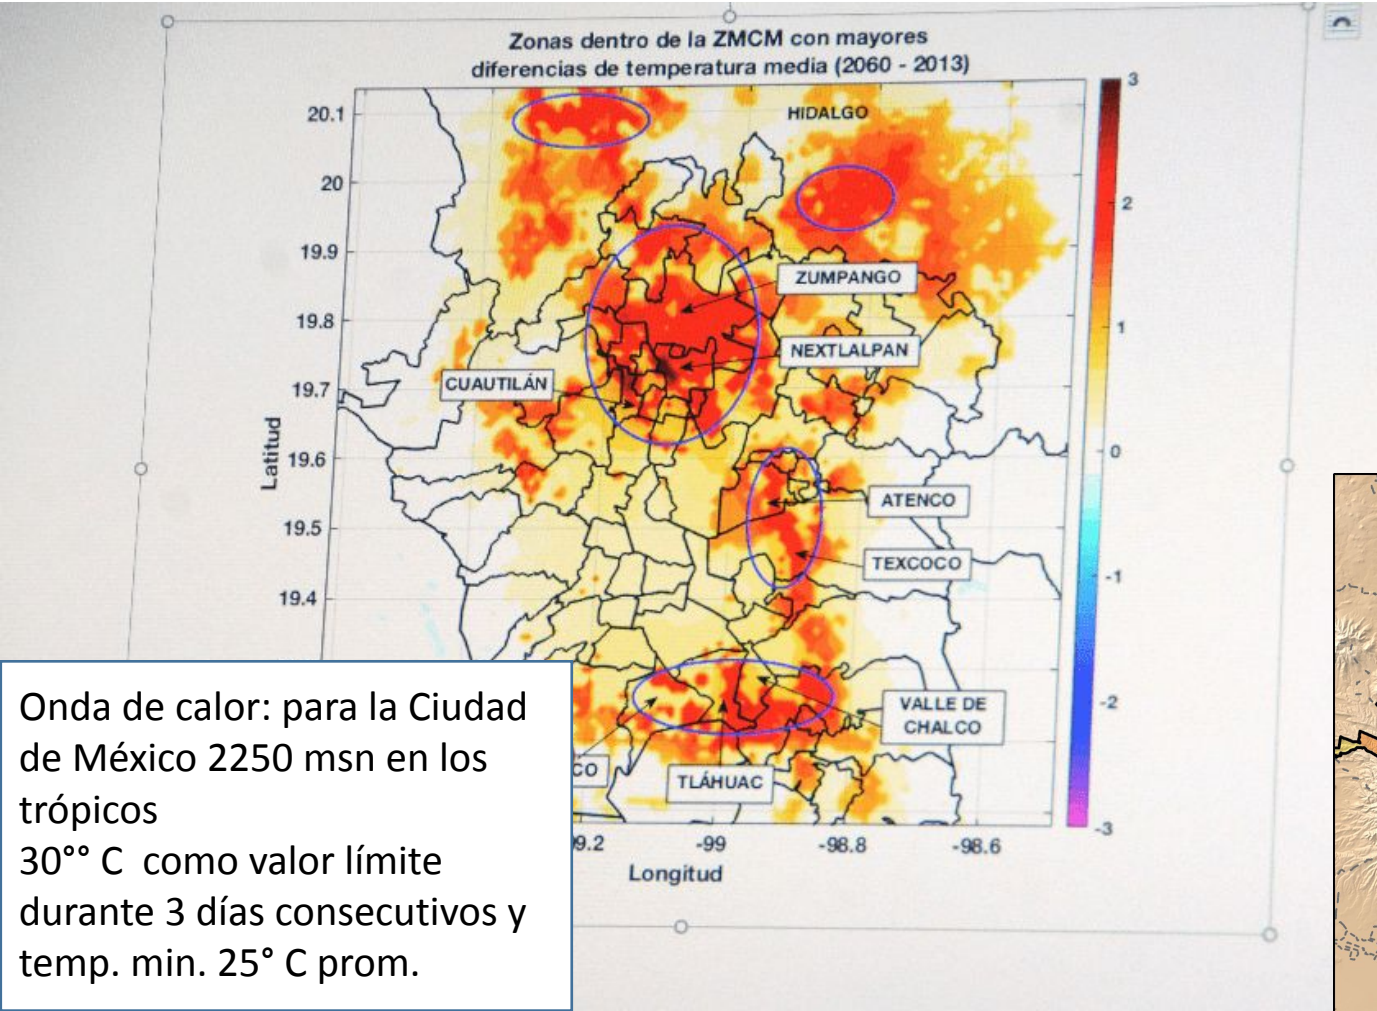 Zonas dentro de la ZMCM con mayores
diferencias de temperatura media (2060 - 2013)
HIDALGO
ZUMPANGO
NEXTLALPAN
CUAUTILÁN
ATENCO
TEXCOCO
VALLE DE
CHALCO
CO
TLÁHUAC
Latitud
20.1
20
19.9
19.8
19.7
19.6
19.5
19.4
9.2
-99
-98.8
-98.6
Longitud
3
2
1
0
-1
-2
-3
Onda de calor: para la Ciudad
de México 2250 msn en los
trópicos
30°° C como valor límite
durante 3 días consecutivos y
temp. min. 25° C prom.